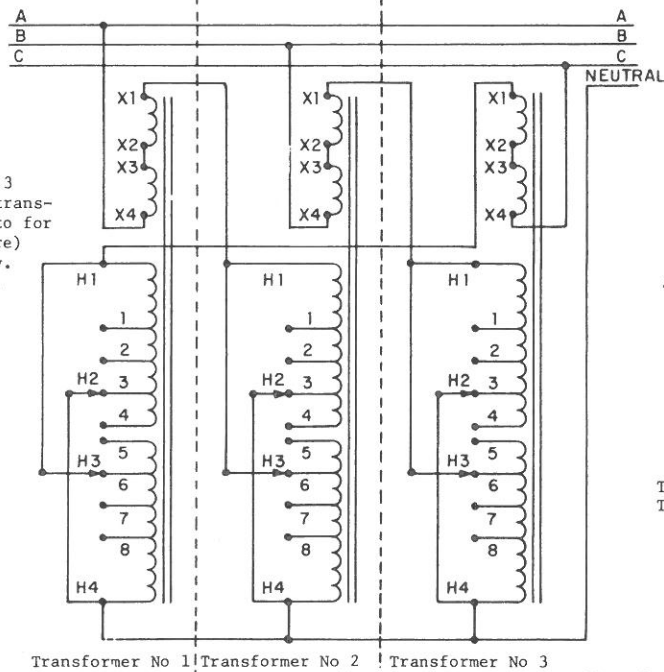 A A
B B
C C
NEUTRAL
X1 X1 X1
X2 X2 X2
X3 X3 X3
X4 X4 X4
3
trans-
to for
re)
H1 H1 H1
1 1 1
2 2 2
H2 3 H2 3 H2 3
4 4 4
5 5 5
H3 H3 H3
6 6 6
7 7 7
8 8 8
H4 H4 H4
T
T
Transformer No 1 Transformer No 2 Transformer No 3